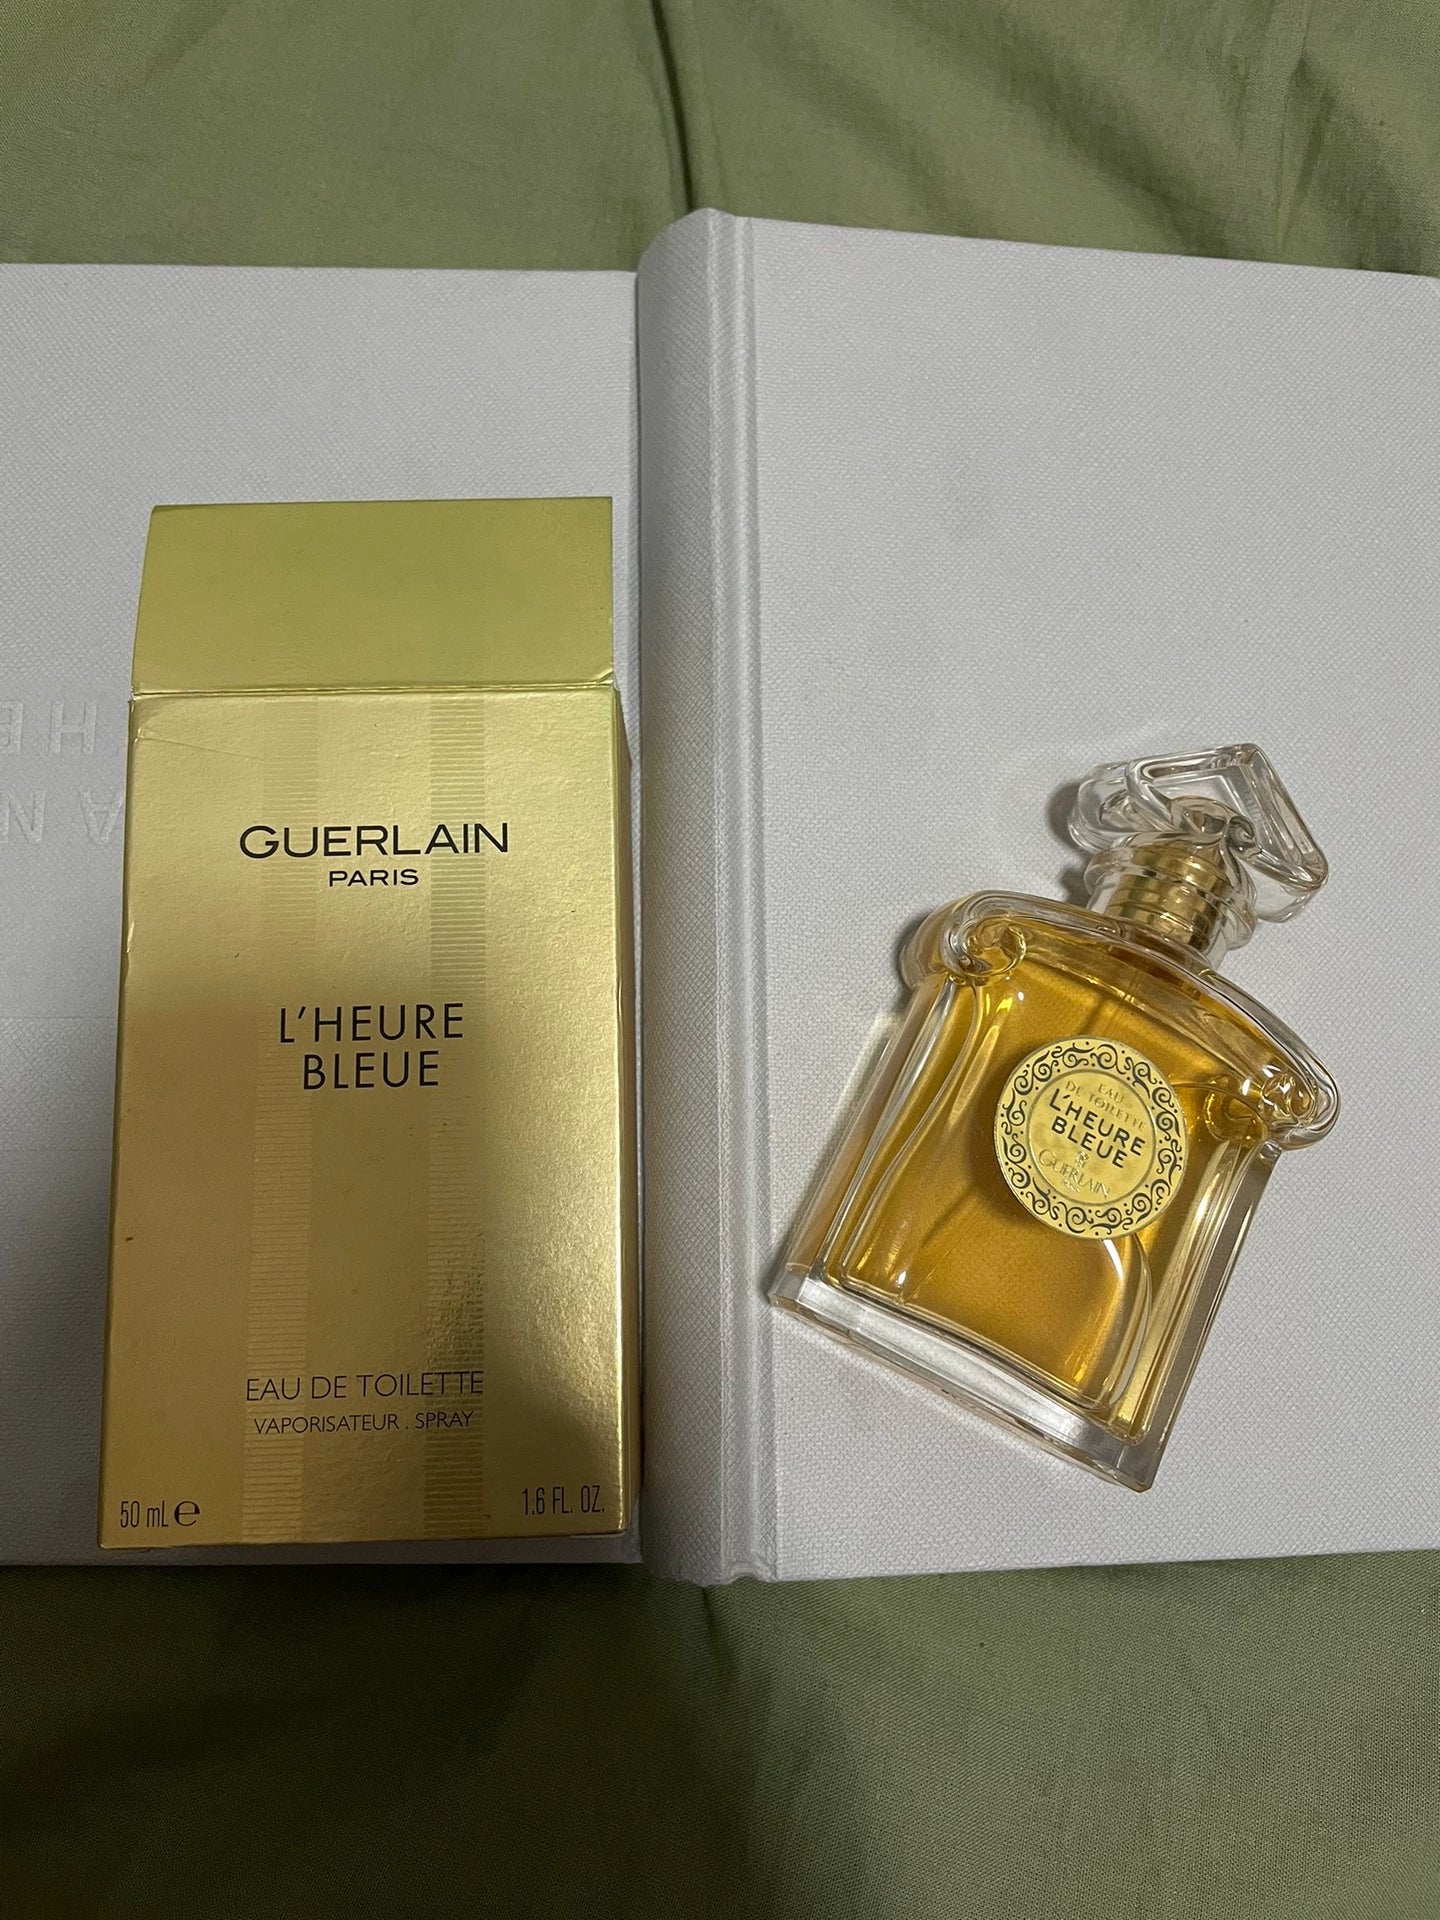 GUERLAIN
PARIS
L'HEURE
BLEUE
EAU DE TOILETTE
VAPORISATEUR . SPRAY
50 mL ℮
1.6 FL. OZ.
EAU
DE TOILETTE
L'HEURE
BLEUE
GUERLAIN